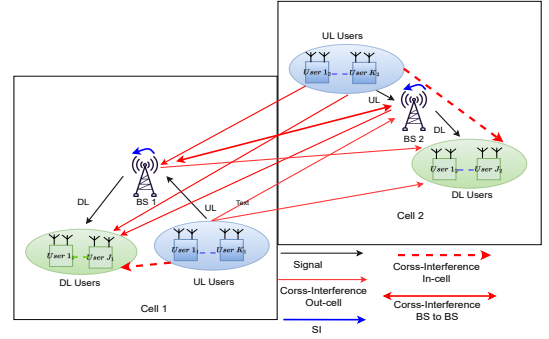 UL Users
User 1₂ User K₂
UL
BS 2
DL
User 1₂ User J₂
DL Users
Cell 2
BS 1
DL
UL
Text
User 1₁ User J₁
DL Users
User 1₁ User K₁
UL Users
Cell 1
Signal
Corss-Interference
Out-cell
SI
Corss-Interference
In-cell
Corss-Interference
BS to BS